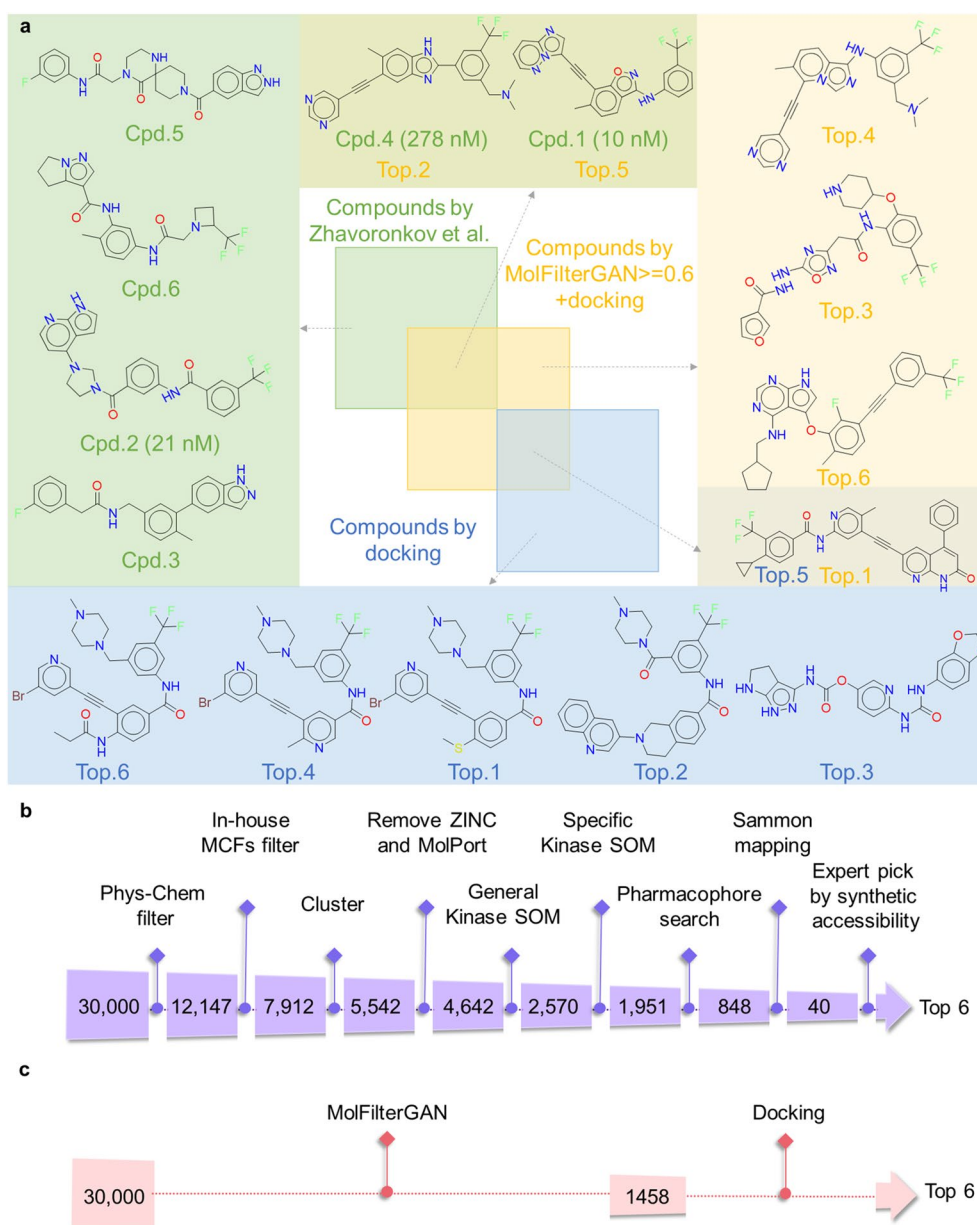 a
Cpd.5
Cpd.6
Cpd.2 (21 nM)
Cpd.3
Cpd.4 (278 nM)
Top.2
Cpd.1 (10 nM)
Top.5
Top.4
Top.3
Top.6
Top.5 Top.1
Compounds by
Zhavoronkov et al.
Compounds by
MolFilterGAN>=0.6
+docking
Compounds by
docking
Top.6
Top.4
Top.1
Top.2
Top.3
b
In-house
MCFs filter
Remove ZINC
and MolPort
Specific
Kinase SOM
Sammon
mapping
Phys-Chem
filter
Cluster
General
Kinase SOM
Pharmacophore
search
Expert pick
by synthetic
accessibility
30,000 12,147 7,912 5,542 4,642 2,570 1,951 848 40 Top 6
c
MolFilterGAN
Docking
30,000 1458 Top 6